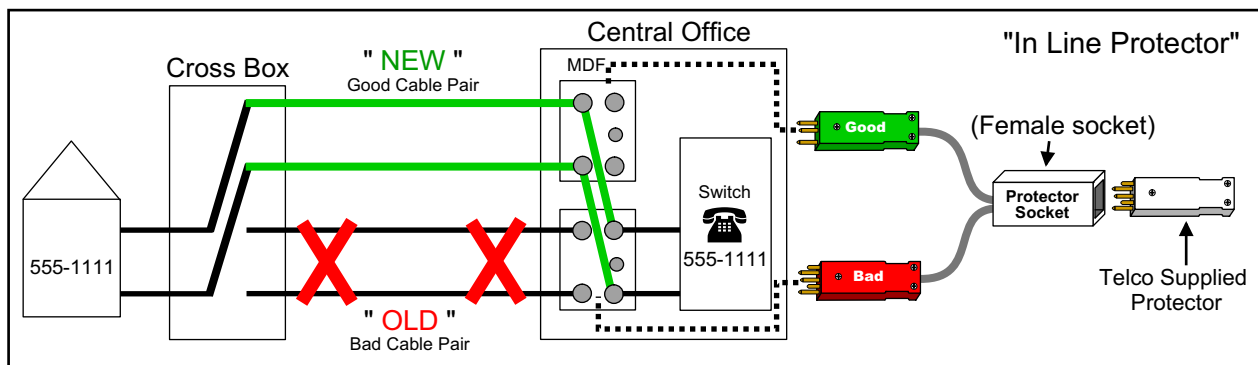 Central Office
"In Line Protector"
" NEW "
Good Cable Pair
Cross Box
MDF
Good
(Female socket)
Switch
Protector
Socket
555-1111
555-1111
Bad
Telco Supplied
Protector
" OLD "
Bad Cable Pair